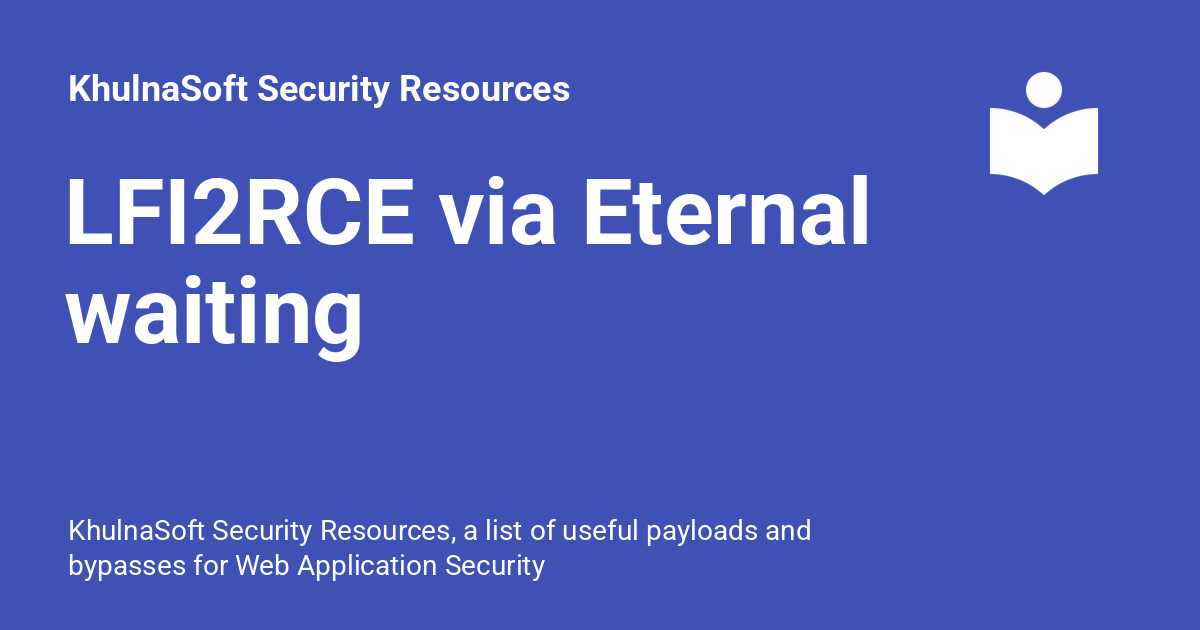 KhulnaSoft Security Resources
LFI2RCE via Eternal
waiting
KhulnaSoft Security Resources, a list of useful payloads and
bypasses for Web Application Security